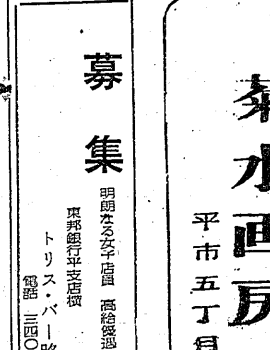 菊水画房
平市五丁目
募集
明朗なる女子店員 高給優遇
東邦銀行平支店横
トリス・バー
電話 三四〇